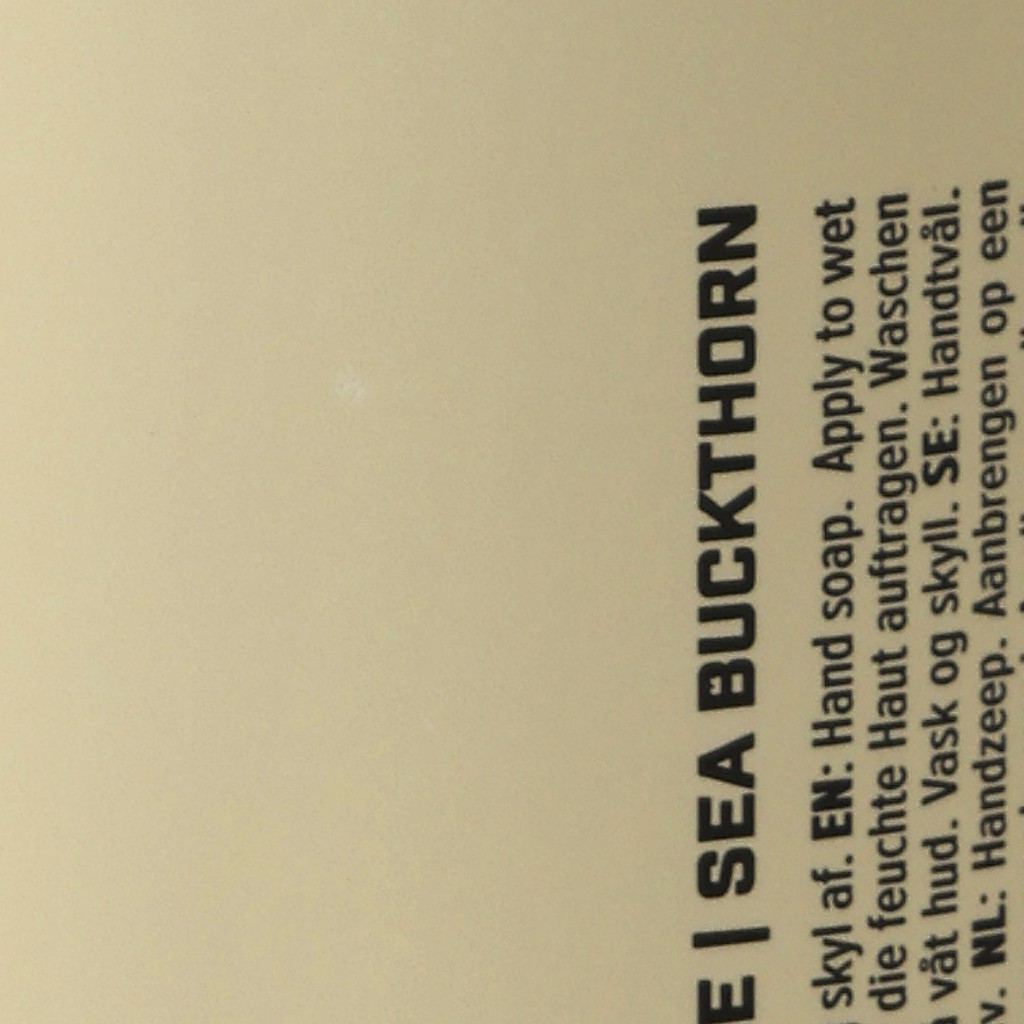 E | SEA BUCKTHORN
skyl af. EN: Hand soap. Apply to wet
die feuchte Haut auftragen. Waschen
våt hud. Vask og skyll. SE: Handtvål.
v. NL: Handzeep. Aanbrengen op een